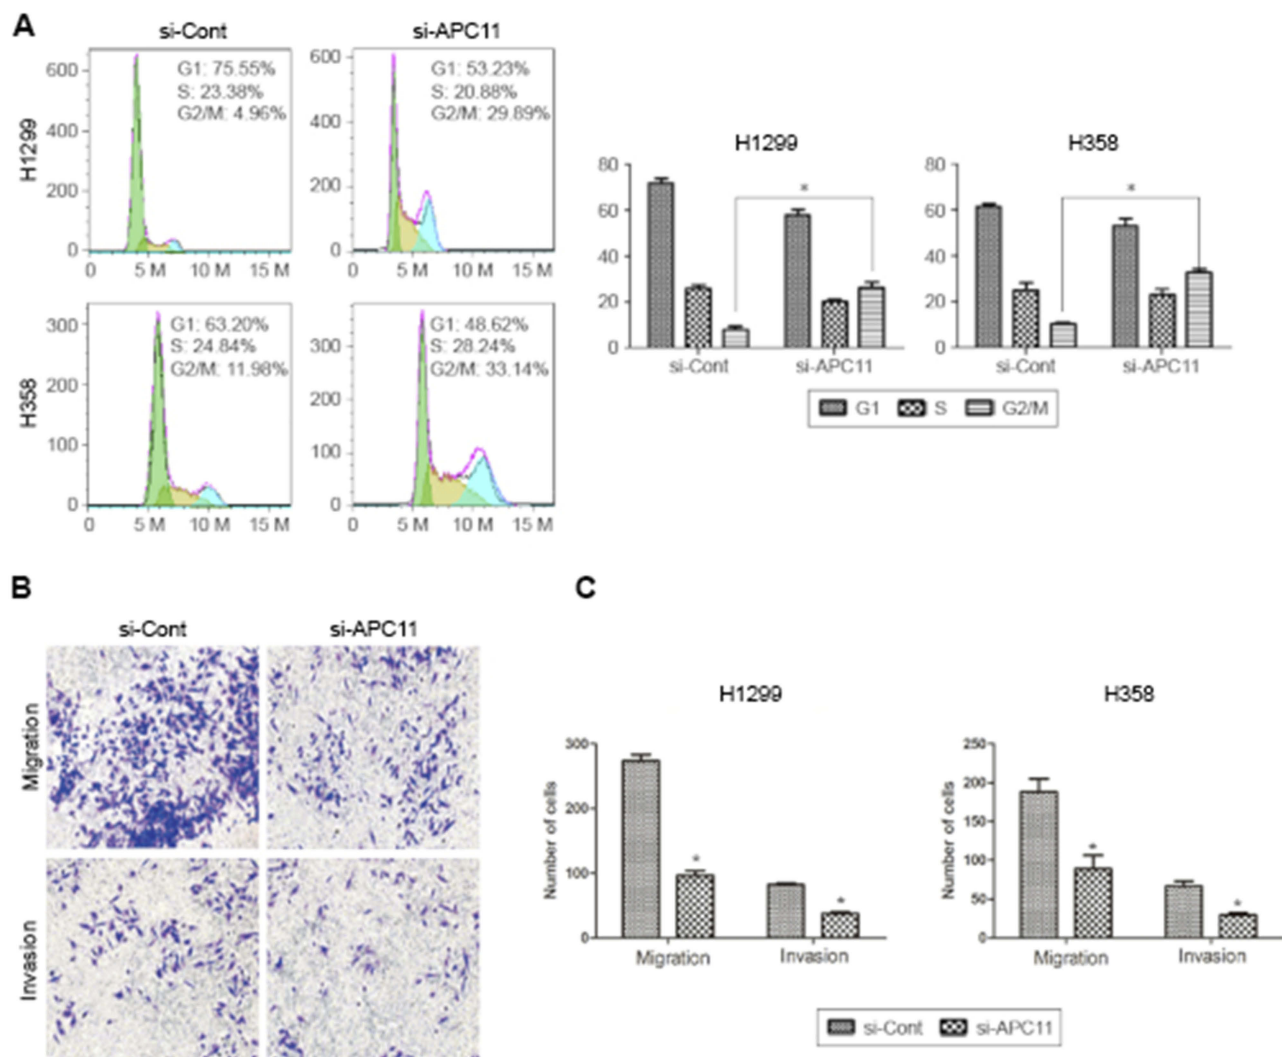 A
si-Cont
si-APC11
H1299
600
400
200
0
G1: 75.55%
S: 23.38%
G2/M: 4.96%
0 5 M 10 M 15 M
600
400
200
0
G1: 53.23%
S: 20.88%
G2/M: 29.89%
0 5 M 10 M 15 M
H358
300
200
100
0
G1: 63.20%
S: 24.84%
G2/M: 11.98%
0 5 M 10 M 15 M
300
200
100
0
G1: 48.62%
S: 28.24%
G2/M: 33.14%
0 5 M 10 M 15 M
H1299
80
60
40
20
0
*
si-Cont si-APC11
H358
80
60
40
20
0
*
si-Cont si-APC11
G1 S G2/M
B
si-Cont si-APC11
Migration
Invasion
C
H1299
Number of cells
300
200
100
0
*
*
Migration Invasion
H358
Number of cells
250
200
150
100
50
0
*
*
Migration Invasion
si-Cont si-APC11